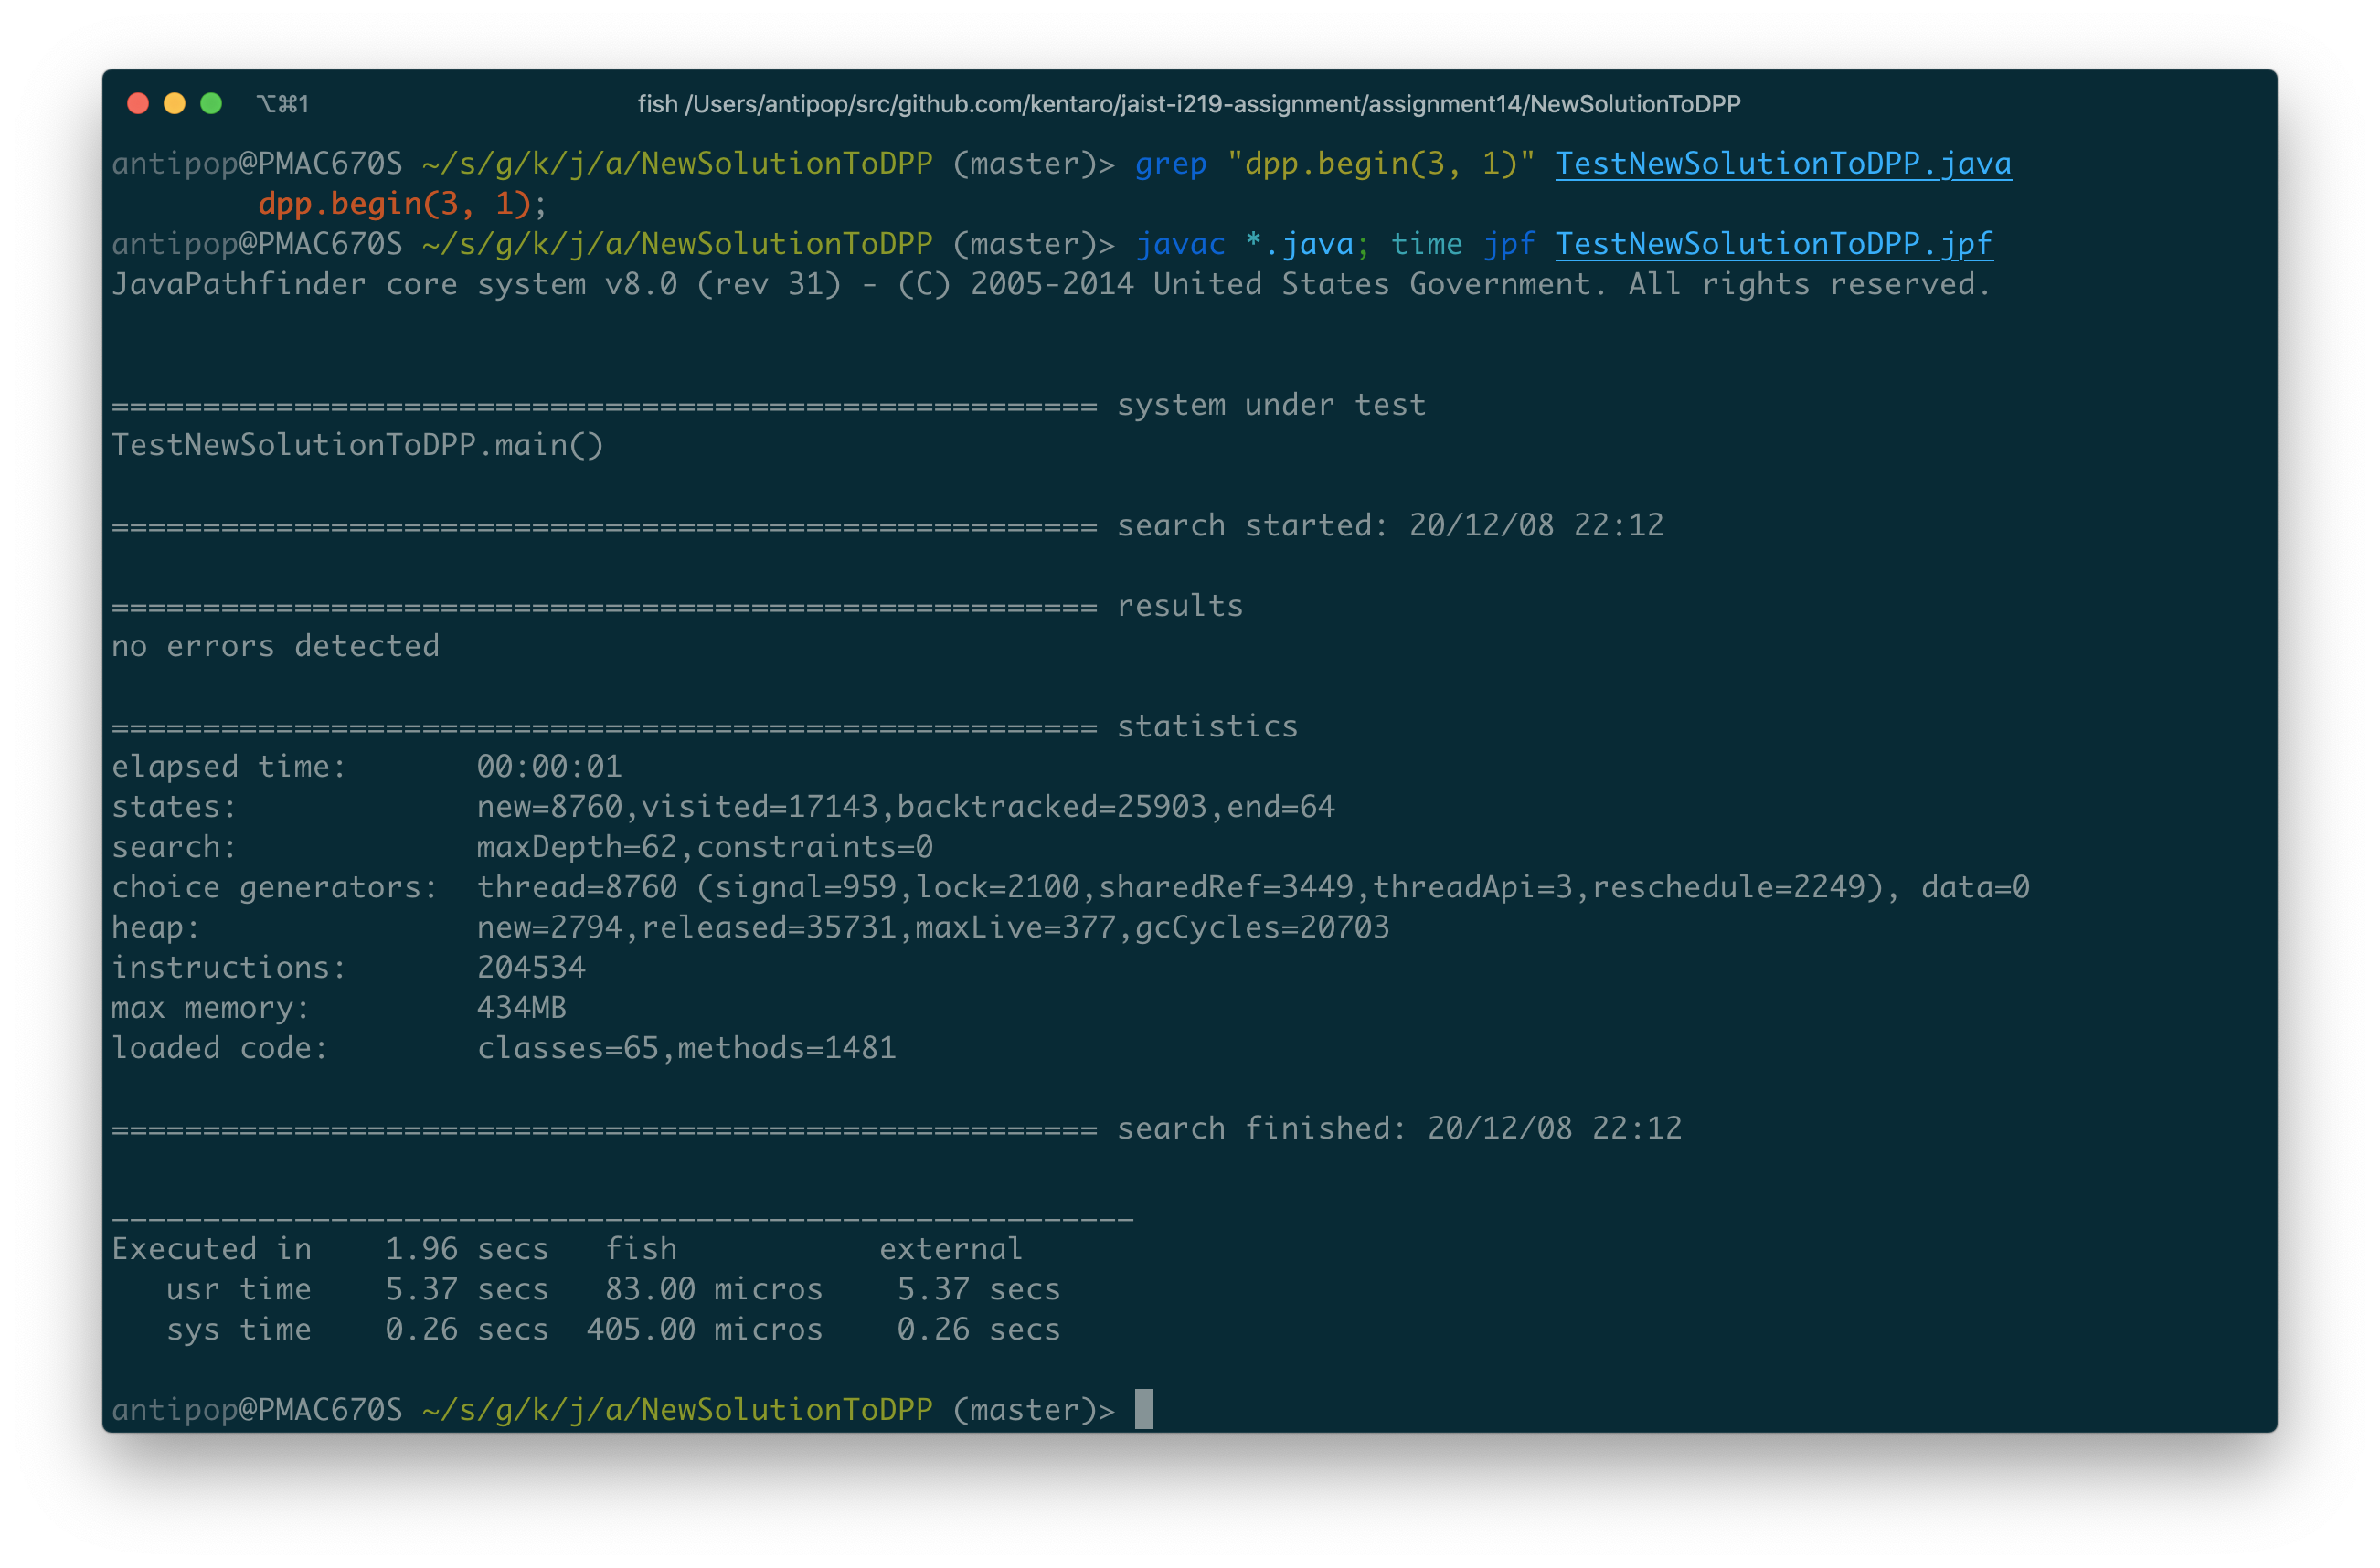 ⌥⌘1 fish /Users/antipop/src/github.com/kentaro/jaist-i219-assignment/assignment14/NewSolutionToDPP
antipop@PMAC670S ~/s/g/k/j/a/NewSolutionToDPP (master)> grep "dpp.begin(3, 1)" TestNewSolutionToDPP.java
        dpp.begin(3, 1);
antipop@PMAC670S ~/s/g/k/j/a/NewSolutionToDPP (master)> javac *.java; time jpf TestNewSolutionToDPP.jpf
JavaPathfinder core system v8.0 (rev 31) - (C) 2005-2014 United States Government. All rights reserved.
====================================================== system under test
TestNewSolutionToDPP.main()
====================================================== search started: 20/12/08 22:12
====================================================== results
no errors detected
====================================================== statistics
elapsed time:       00:00:01
states:             new=8760,visited=17143,backtracked=25903,end=64
search:             maxDepth=62,constraints=0
choice generators:  thread=8760 (signal=959,lock=2100,sharedRef=3449,threadApi=3,reschedule=2249), data=0
heap:               new=2794,released=35731,maxLive=377,gcCycles=20703
instructions:       204534
max memory:         434MB
loaded code:        classes=65,methods=1481
====================================================== search finished: 20/12/08 22:12
________________________________________________________
Executed in    1.96 secs   fish           external
   usr time    5.37 secs   83.00 micros    5.37 secs
   sys time    0.26 secs  405.00 micros    0.26 secs
antipop@PMAC670S ~/s/g/k/j/a/NewSolutionToDPP (master)>